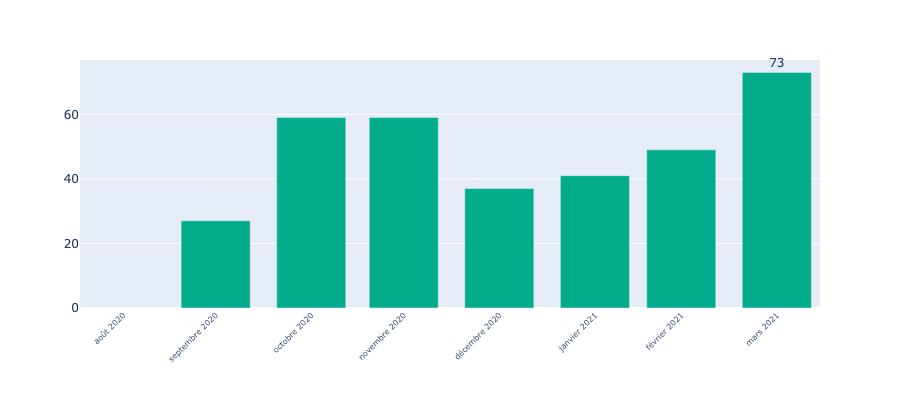 73
60
40
20
0
août 2020
septembre 2020
octobre 2020
novembre 2020
décembre 2020
janvier 2021
février 2021
mars 2021